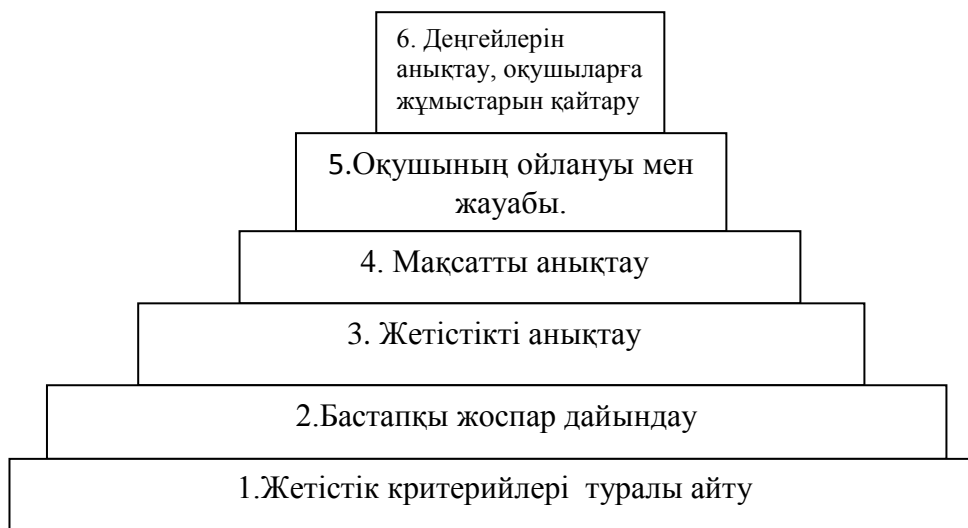 6. Деңгейлерін
анықтау, оқушыларға
жұмыстарын қайтару
5.Оқушының ойлануы мен
жауабы.
4. Мақсатты анықтау
3. Жетістікті анықтау
2.Бастапқы жоспар дайындау
1.Жетістік критерийлері  туралы айту